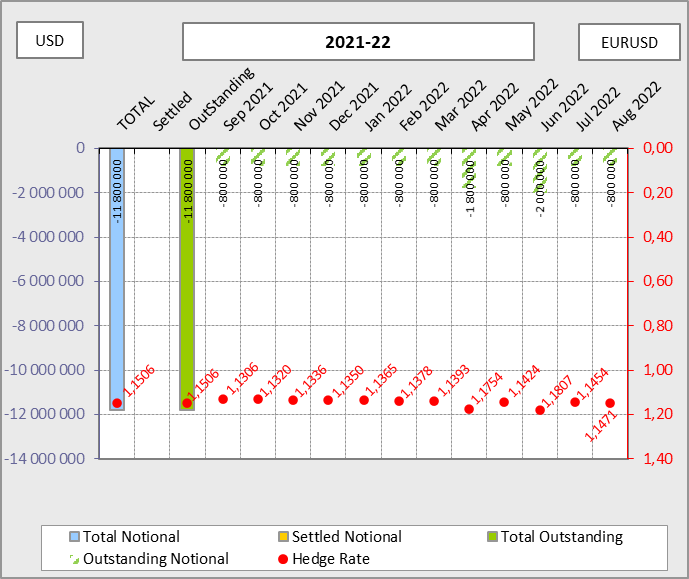 USD
2021-22
EURUSD
TOTAL
Settled
OutStanding
Sep 2021
Oct 2021
Nov 2021
Dec 2021
Jan 2022
Feb 2022
Mar 2022
Apr 2022
May 2022
Jun 2022
Jul 2022
Aug 2022
0
-2 000 000
-4 000 000
-6 000 000
-8 000 000
-10 000 000
-12 000 000
-14 000 000
-11 800 000
-11 800 000
-800 000
-800 000
-800 000
-800 000
-800 000
-800 000
-800 000
-1 800 000
-800 000
-2 000 000
-800 000
-800 000
1,1506
1,1506
1,1306
1,1320
1,1336
1,1350
1,1365
1,1378
1,1393
1,1754
1,1424
1,1807
1,1454
1,1471
0,00
0,20
0,40
0,60
0,80
1,00
1,20
1,40
Total Notional
Settled Notional
Total Outstanding
Outstanding Notional
Hedge Rate